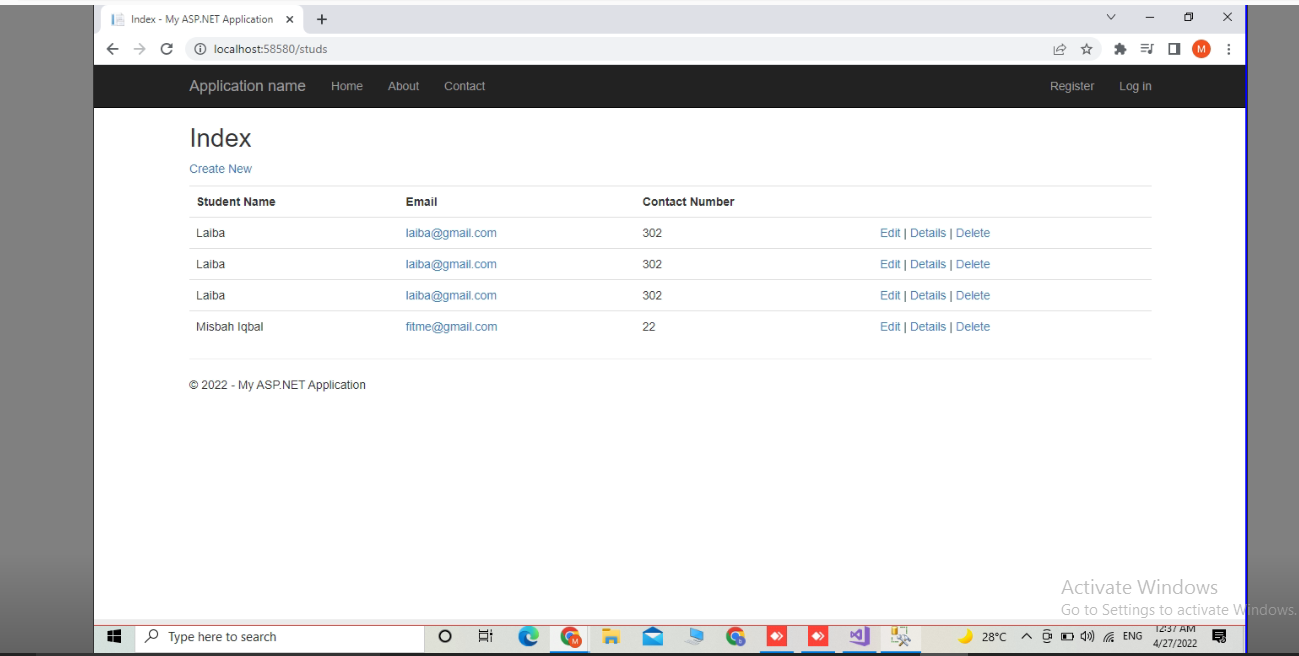 Index - My ASP.NET Application
localhost:58580/studs
M
Application name Home About Contact Register Log in
Index
Create New
Student Name Email Contact Number
Laiba laiba@gmail.com 302 Edit | Details | Delete
Laiba laiba@gmail.com 302 Edit | Details | Delete
Laiba laiba@gmail.com 302 Edit | Details | Delete
Misbah Iqbal fitme@gmail.com 22 Edit | Details | Delete
© 2022 - My ASP.NET Application
Activate Windows
Go to Settings to activate Windows.
Type here to search
28°C
ENG
12:37 AM
4/27/2022